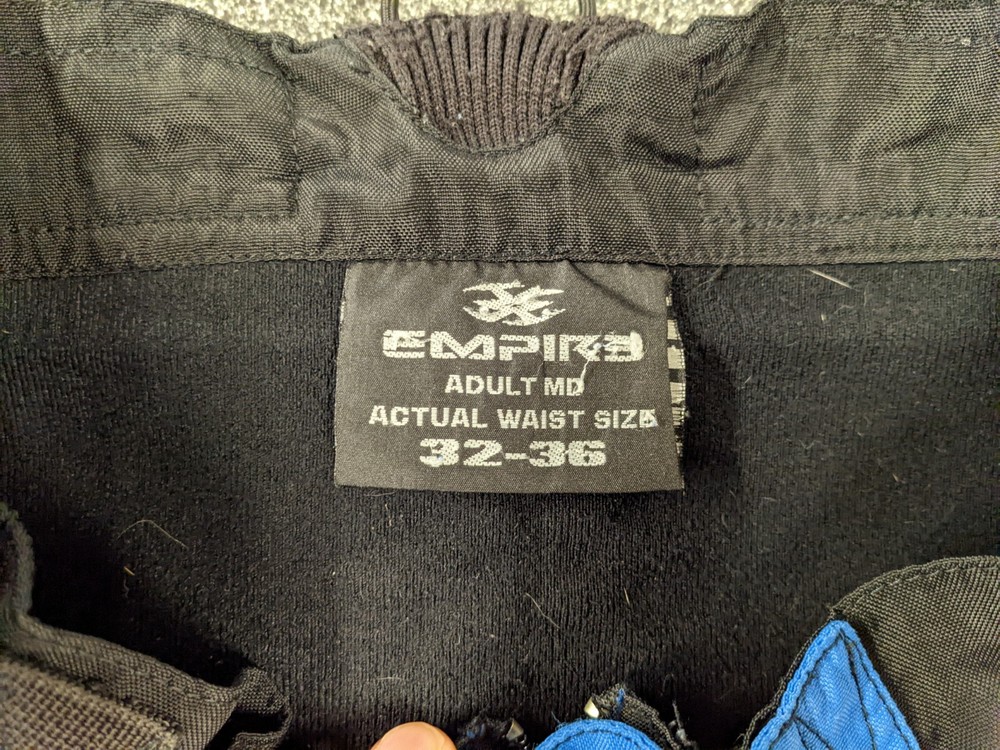 EMPIRE
ADULT MD
ACTUAL WAIST SIZE
32-36